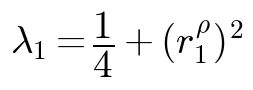 λ₁ = 1/4 + (r₁^ρ)²